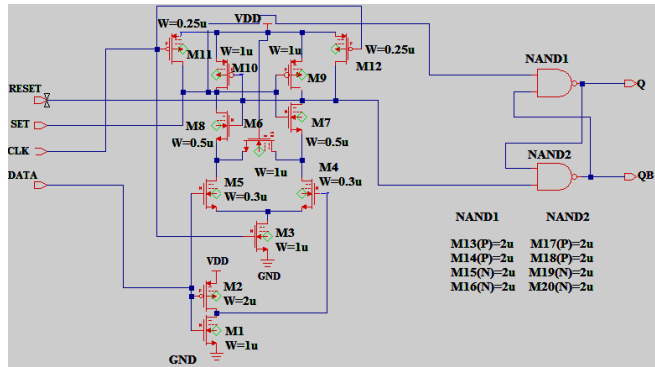 VDD
W=0.25u
M11
W=1u
M10
W=1u
M9
W=0.25u
M12
NAND1
RESET
Q
SET
M8
M6
M7
W=0.5u
W=0.5u
CLK
NAND2
W=1u
M4
DATA
M5
W=0.3u
W=0.3u
QB
M3
W=1u
GND
VDD
M2
W=2u
M1
W=1u
GND
NAND1 NAND2
M13(P)=2u M17(P)=2u
M14(P)=2u M18(P)=2u
M15(N)=2u M19(N)=2u
M16(N)=2u M20(N)=2u